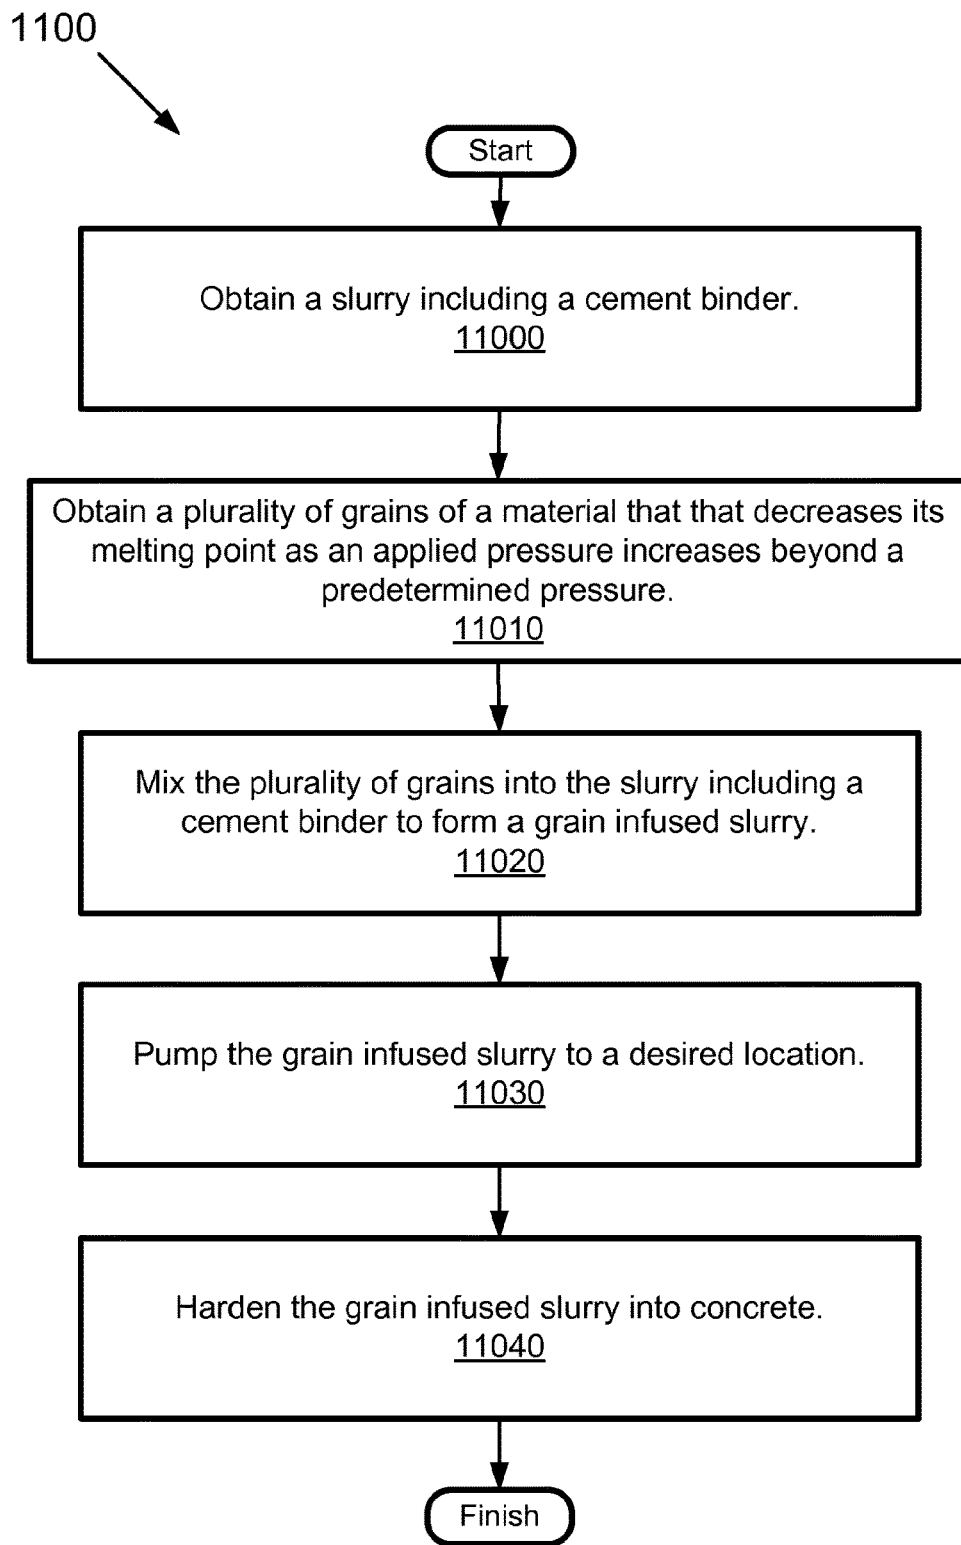 1100
Start
Obtain a slurry including a cement binder.
11000
Obtain a plurality of grains of a material that that decreases its
melting point as an applied pressure increases beyond a
predetermined pressure.
11010
Mix the plurality of grains into the slurry including a
cement binder to form a grain infused slurry.
11020
Pump the grain infused slurry to a desired location.
11030
Harden the grain infused slurry into concrete.
11040
Finish